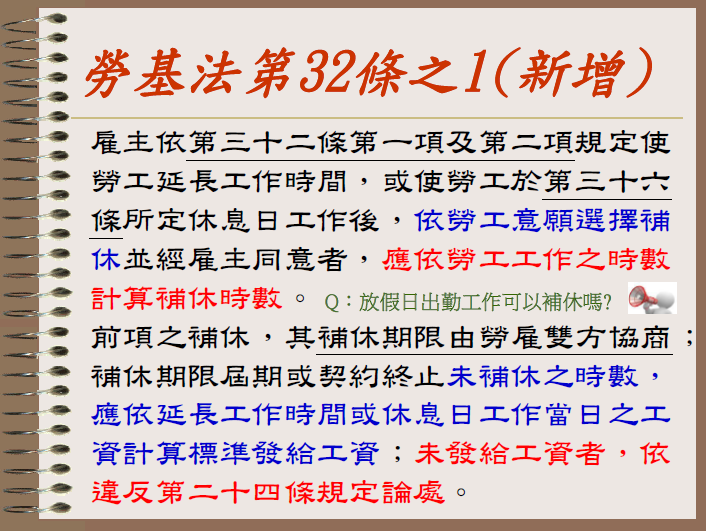 勞基法第32條之1(新增)
雇主依第三十二條第一項及第二項規定使
勞工延長工作時間，或使勞工於第三十六
條所定休息日工作後，依勞工意願選擇補
休並經雇主同意者，應依勞工工作之時數
計算補休時數。 Q：放假日出勤工作可以補休嗎?
前項之補休，其補休期限由勞雇雙方協商；
補休期限屆期或契約終止未補休之時數，
應依延長工作時間或休息日工作當日之工
資計算標準發給工資；未發給工資者，依
違反第二十四條規定論處。